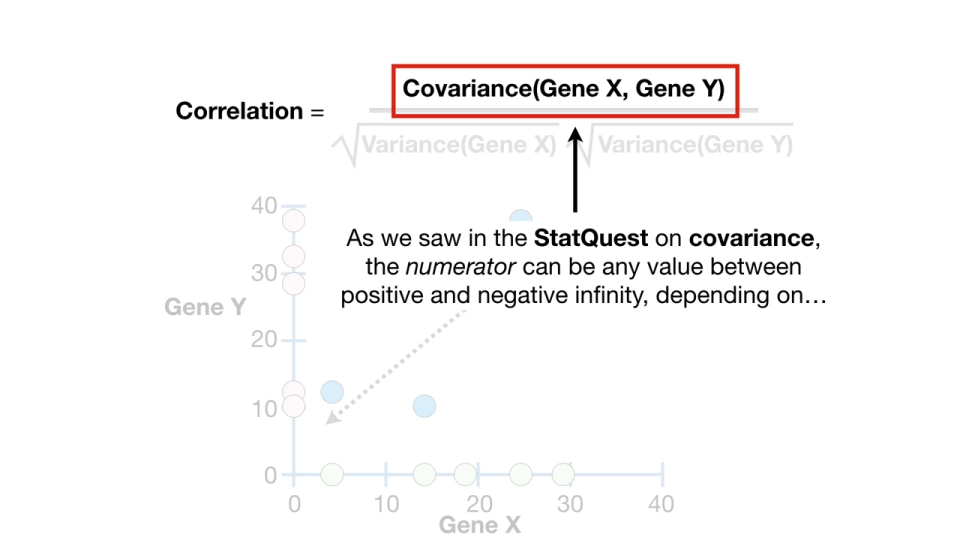 Covariance(Gene X, Gene Y)
Correlation =
√Variance(Gene X) √Variance(Gene Y)
40
As we saw in the StatQuest on covariance,
the numerator can be any value between
30
positive and negative infinity, depending on…
Gene Y
20
10
0
0 10 20 30 40
Gene X